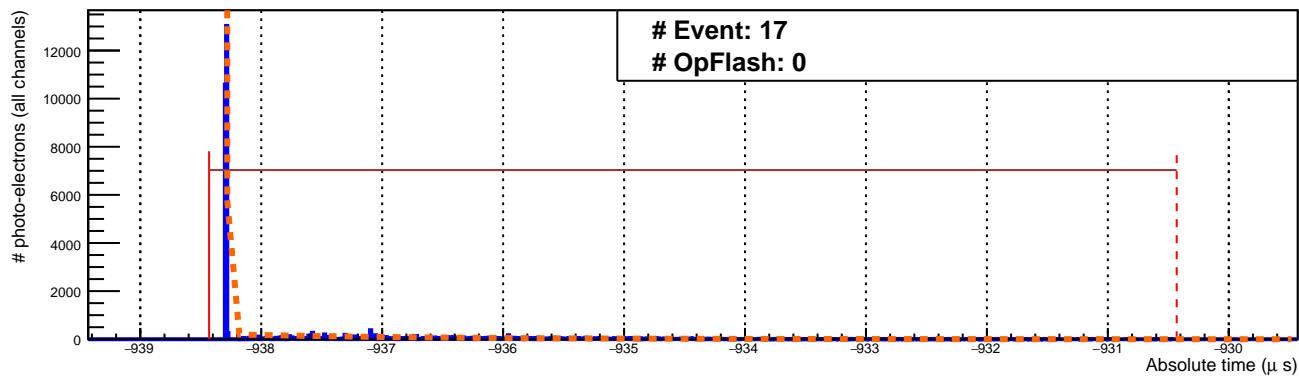 # Event: 17
# OpFlash: 0
# photo-electrons (all channels)
12000
10000
8000
6000
4000
2000
0
−939 −938 −937 −936 −935 −934 −933 −932 −931 −930
Absolute time (μ s)